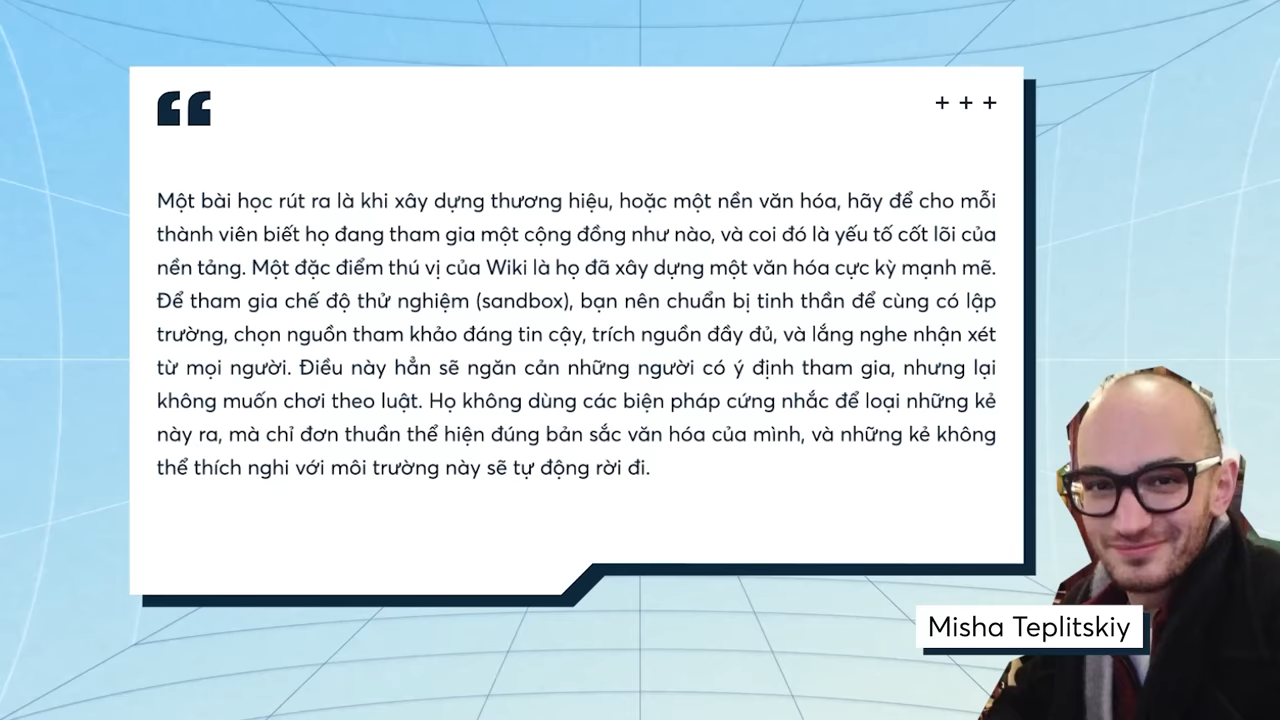 “
+ + +
Một bài học rút ra là khi xây dựng thương hiệu, hoặc một nền văn hóa, hãy để cho mỗi
thành viên biết họ đang tham gia một cộng đồng như nào, và coi đó là yếu tố cốt lõi của
nền tảng. Một đặc điểm thú vị của Wiki là họ đã xây dựng một văn hóa cực kỳ mạnh mẽ.
Để tham gia chế độ thử nghiệm (sandbox), bạn nên chuẩn bị tinh thần để cùng có lập
trường, chọn nguồn tham khảo đáng tin cậy, trích nguồn đầy đủ, và lắng nghe nhận xét
từ mọi người. Điều này hẳn sẽ ngăn cản những người có ý định tham gia, nhưng lại
không muốn chơi theo luật. Họ không dùng các biện pháp cứng nhắc để loại những kẻ
này ra, mà chỉ đơn thuần thể hiện đúng bản sắc văn hóa của mình, và những kẻ không
thể thích nghi với môi trường này sẽ tự động rời đi.
Misha Teplitskiy